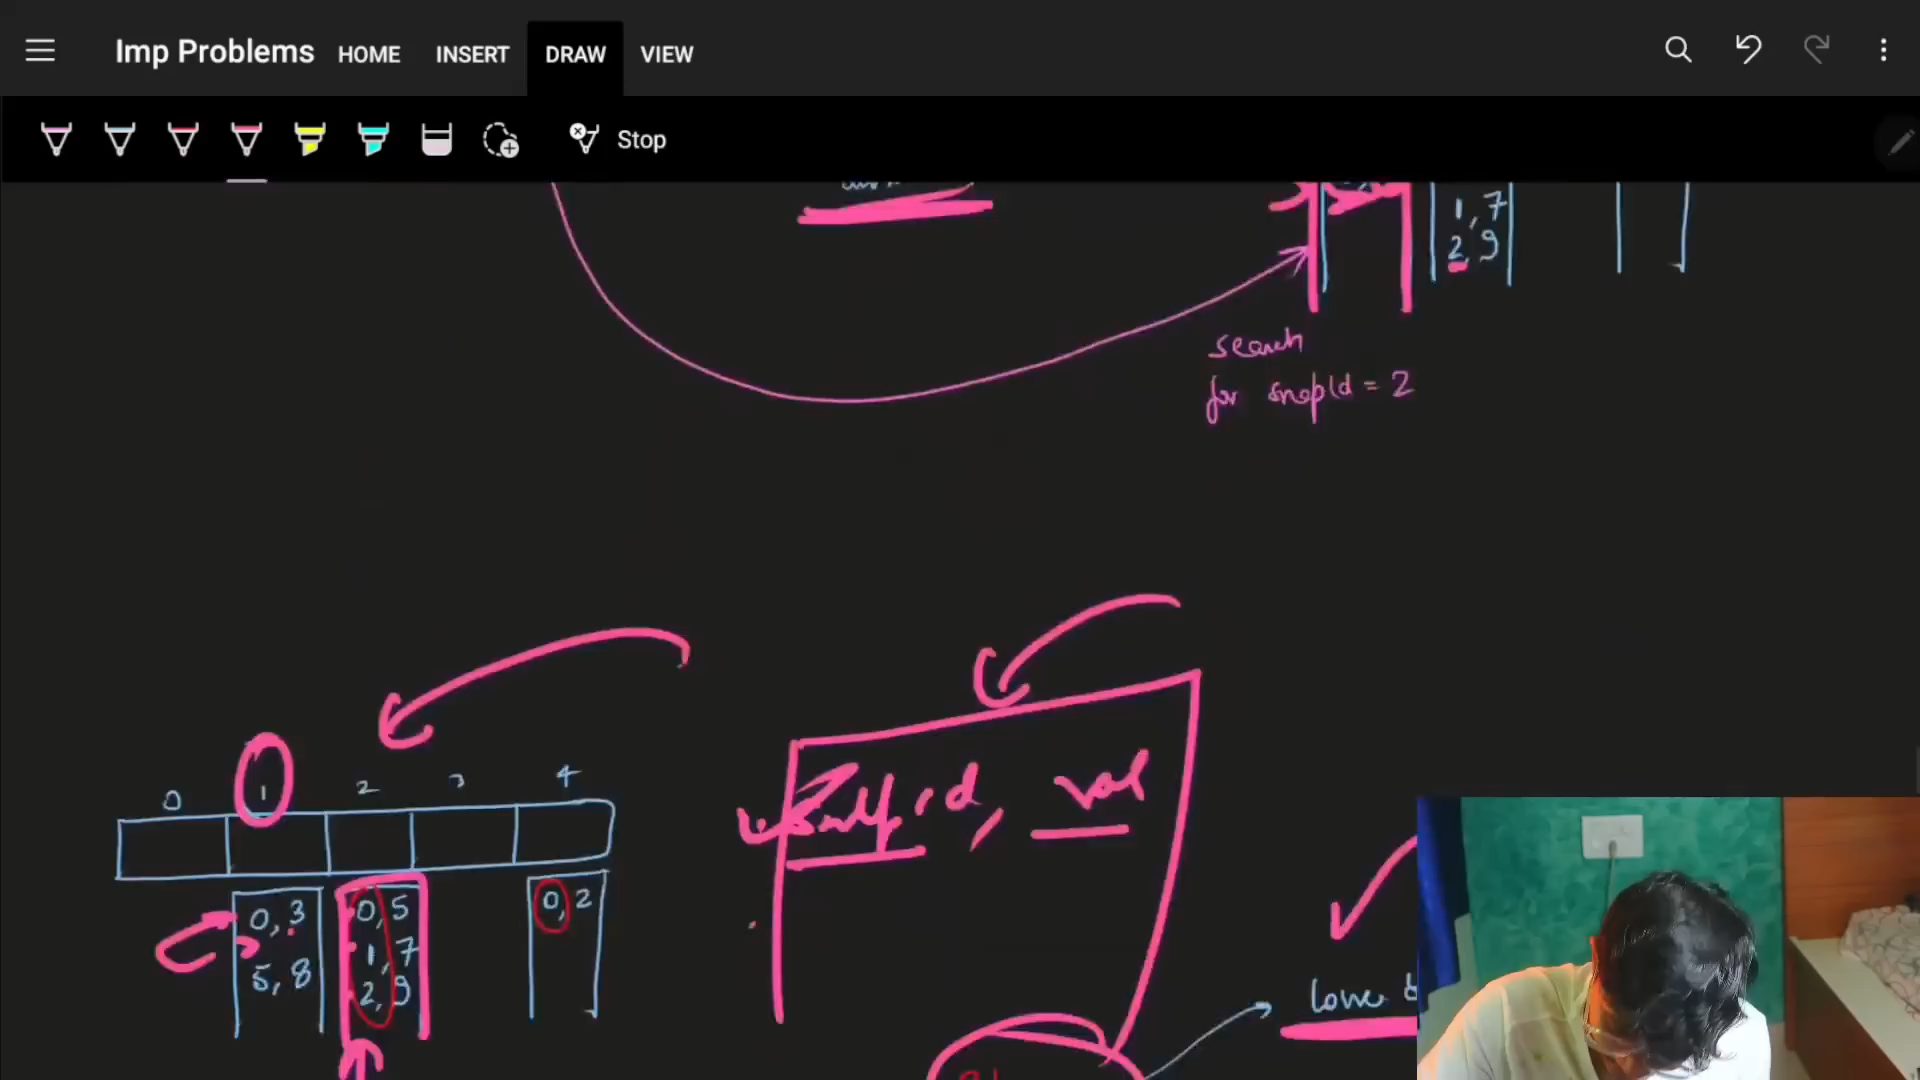 Imp Problems HOME INSERT DRAW VIEW
Stop
1, 7
2, 9
search
for snapId = 2
0 1 2 3 4
id, val
0, 3
5, 8
0, 5
1, 7
2, 9
0, 2
lower